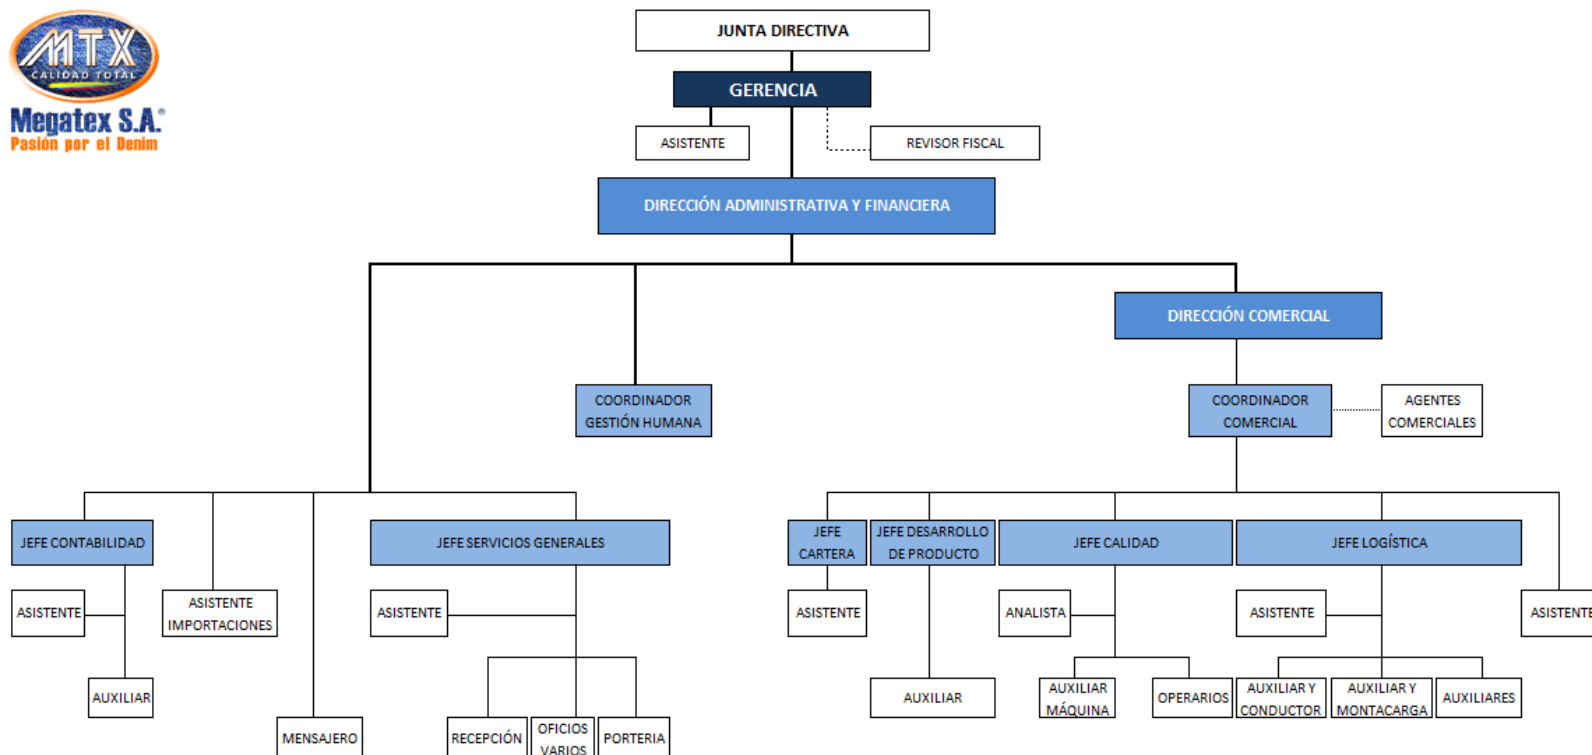 MTX
CALIDAD TOTAL
Megatex S.A.®
Pasión por el Denim
JUNTA DIRECTIVA
GERENCIA
ASISTENTE
REVISOR FISCAL
DIRECCIÓN ADMINISTRATIVA Y FINANCIERA
DIRECCIÓN COMERCIAL
COORDINADOR
GESTIÓN HUMANA
COORDINADOR
COMERCIAL
AGENTES
COMERCIALES
JEFE CONTABILIDAD
JEFE SERVICIOS GENERALES
JEFE
CARTERA
JEFE DESARROLLO
DE PRODUCTO
JEFE CALIDAD
JEFE LOGÍSTICA
ASISTENTE
ASISTENTE
IMPORTACIONES
ASISTENTE
ASISTENTE
ANALISTA
ASISTENTE
ASISTENTE
AUXILIAR
AUXILIAR
AUXILIAR
MÁQUINA
OPERARIOS
AUXILIAR Y
CONDUCTOR
AUXILIAR Y
MONTACARGA
AUXILIARES
MENSAJERO
RECEPCIÓN
OFICIOS
VARIOS
PORTERIA